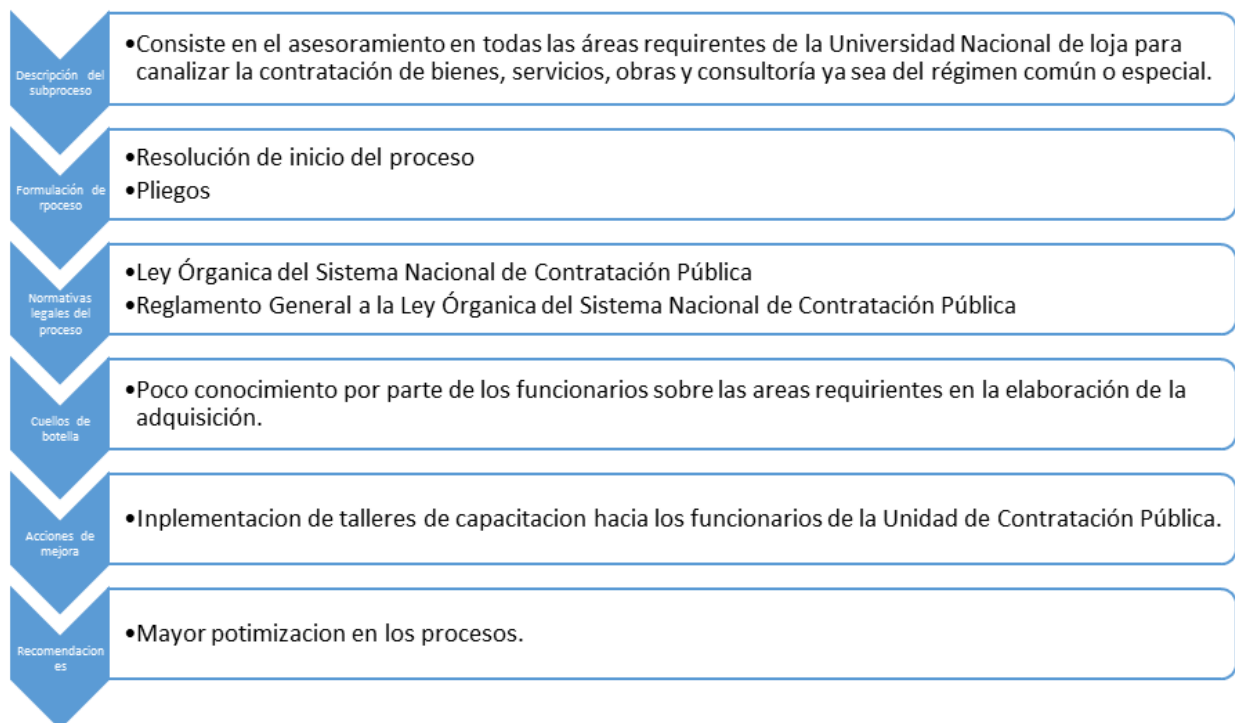 Descripción del
subproceso
•Consiste en el asesoramiento en todas las áreas requirentes de la Universidad Nacional de loja para
canalizar la contratación de bienes, servicios, obras y consultoría ya sea del régimen común o especial.
Formulación de
rpoceso
•Resolución de inicio del proceso
•Pliegos
Normativas
legales del
proceso
•Ley Órganica del Sistema Nacional de Contratación Pública
•Reglamento General a la Ley Órganica del Sistema Nacional de Contratación Pública
Cuellos de
botella
•Poco conocimiento por parte de los funcionarios sobre las areas requirientes en la elaboración de la
adquisición.
Acciones de
mejora
•Inplementacion de talleres de capacitacion hacia los funcionarios de la Unidad de Contratación Pública.
Recomendacion
es
•Mayor potimizacion en los procesos.